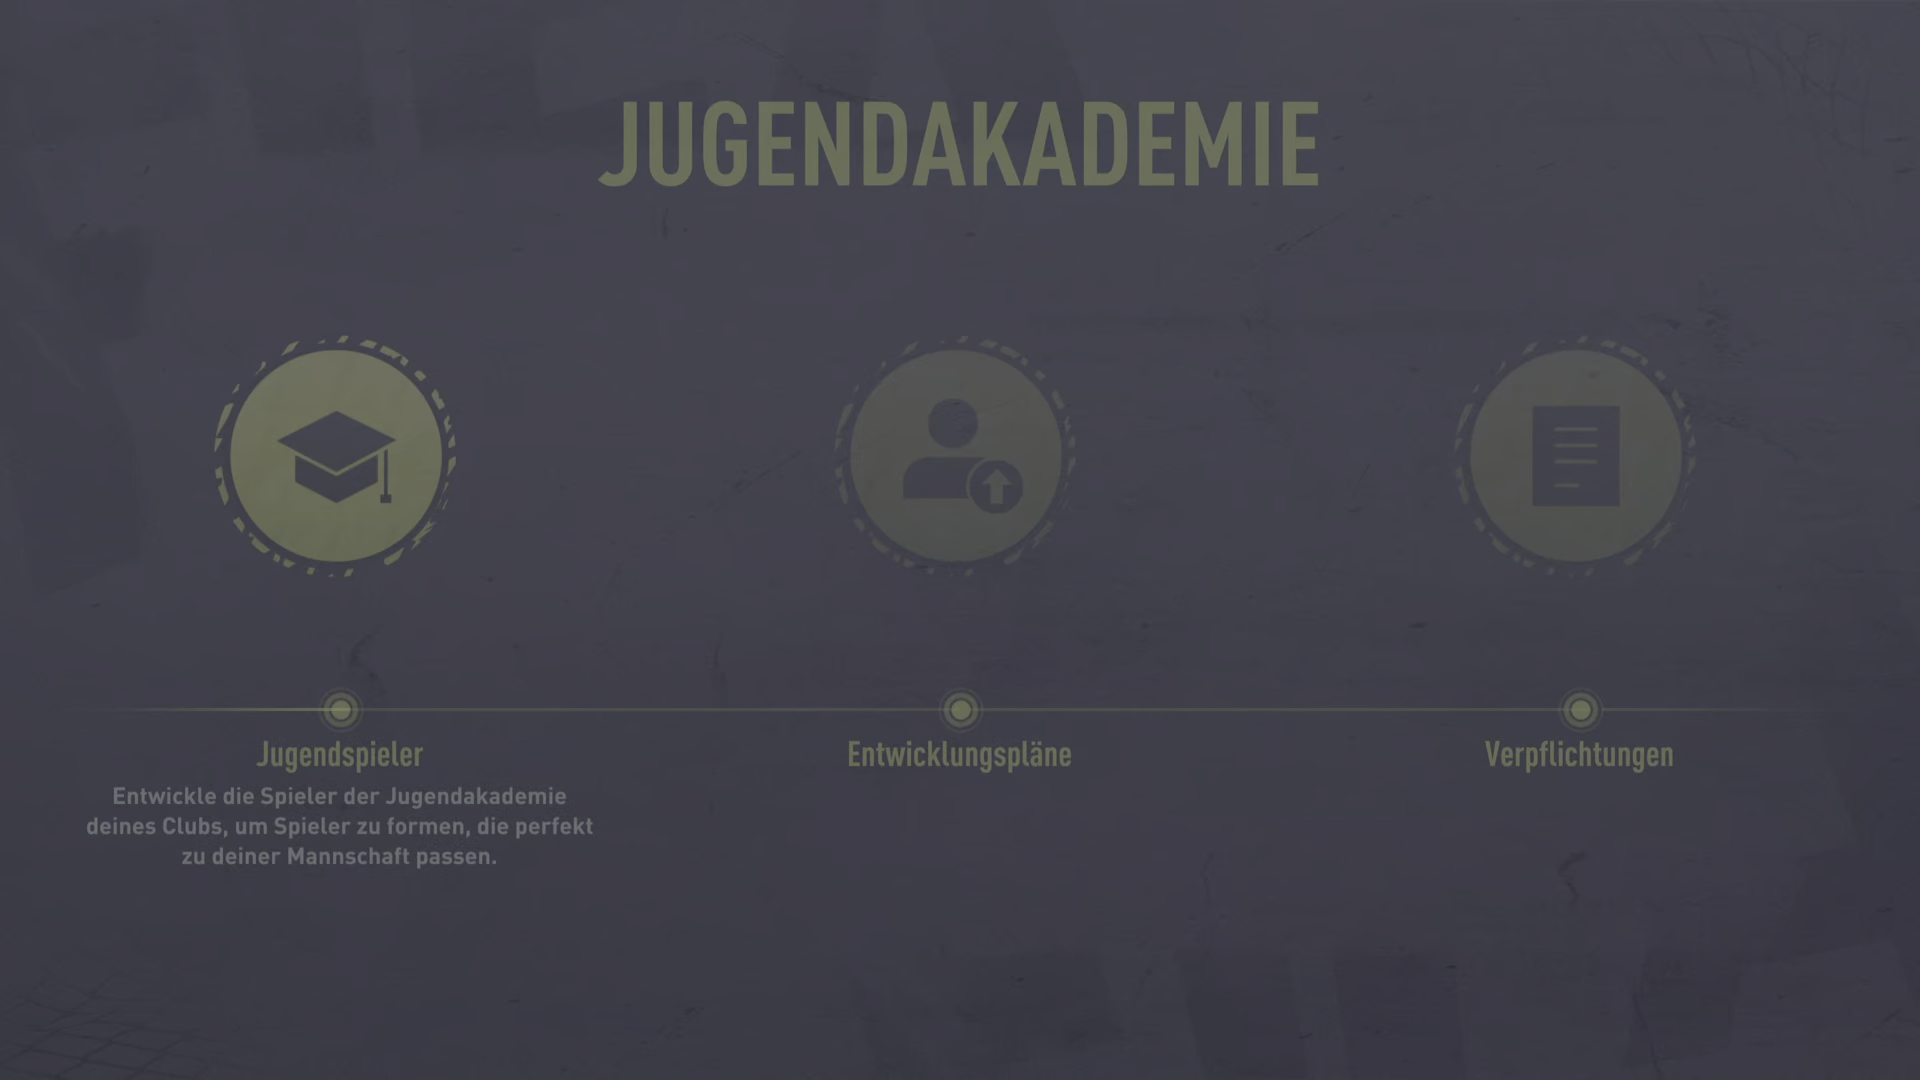 JUGENDAKADEMIE
Jugendspieler
Entwickle die Spieler der Jugendakademie
deines Clubs, um Spieler zu formen, die perfekt
zu deiner Mannschaft passen.
Entwicklungspläne
Verpflichtungen